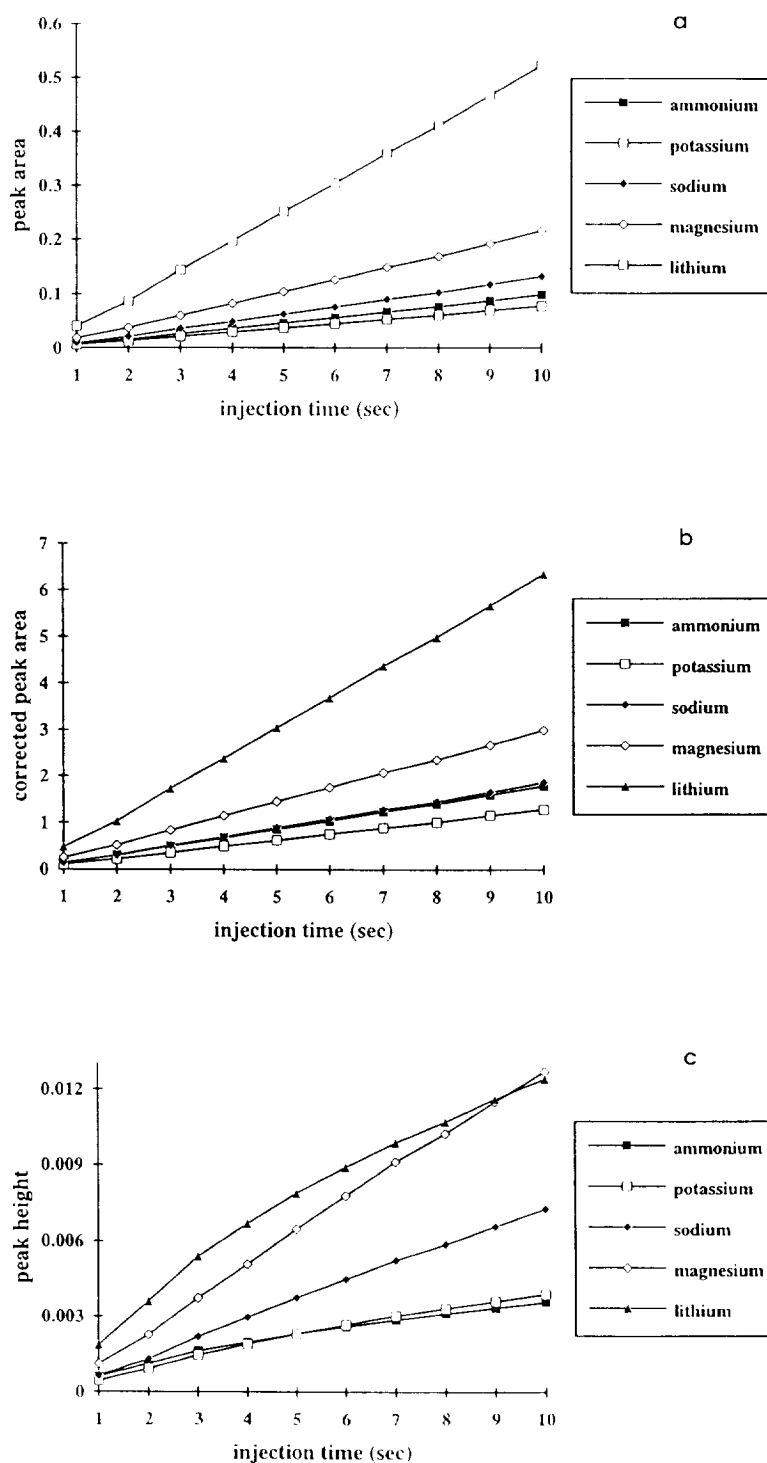 a
0.6
0.5
0.4
0.3
0.2
0.1
0
peak area
1 2 3 4 5 6 7 8 9 10
injection time (sec)
ammonium
potassium
sodium
magnesium
lithium
b
7
6
5
4
3
2
1
0
corrected peak area
1 2 3 4 5 6 7 8 9 10
injection time (sec)
ammonium
potassium
sodium
magnesium
lithium
c
0.012
0.009
0.006
0.003
0
peak height
1 2 3 4 5 6 7 8 9 10
injection time (sec)
ammonium
potassium
sodium
magnesium
lithium